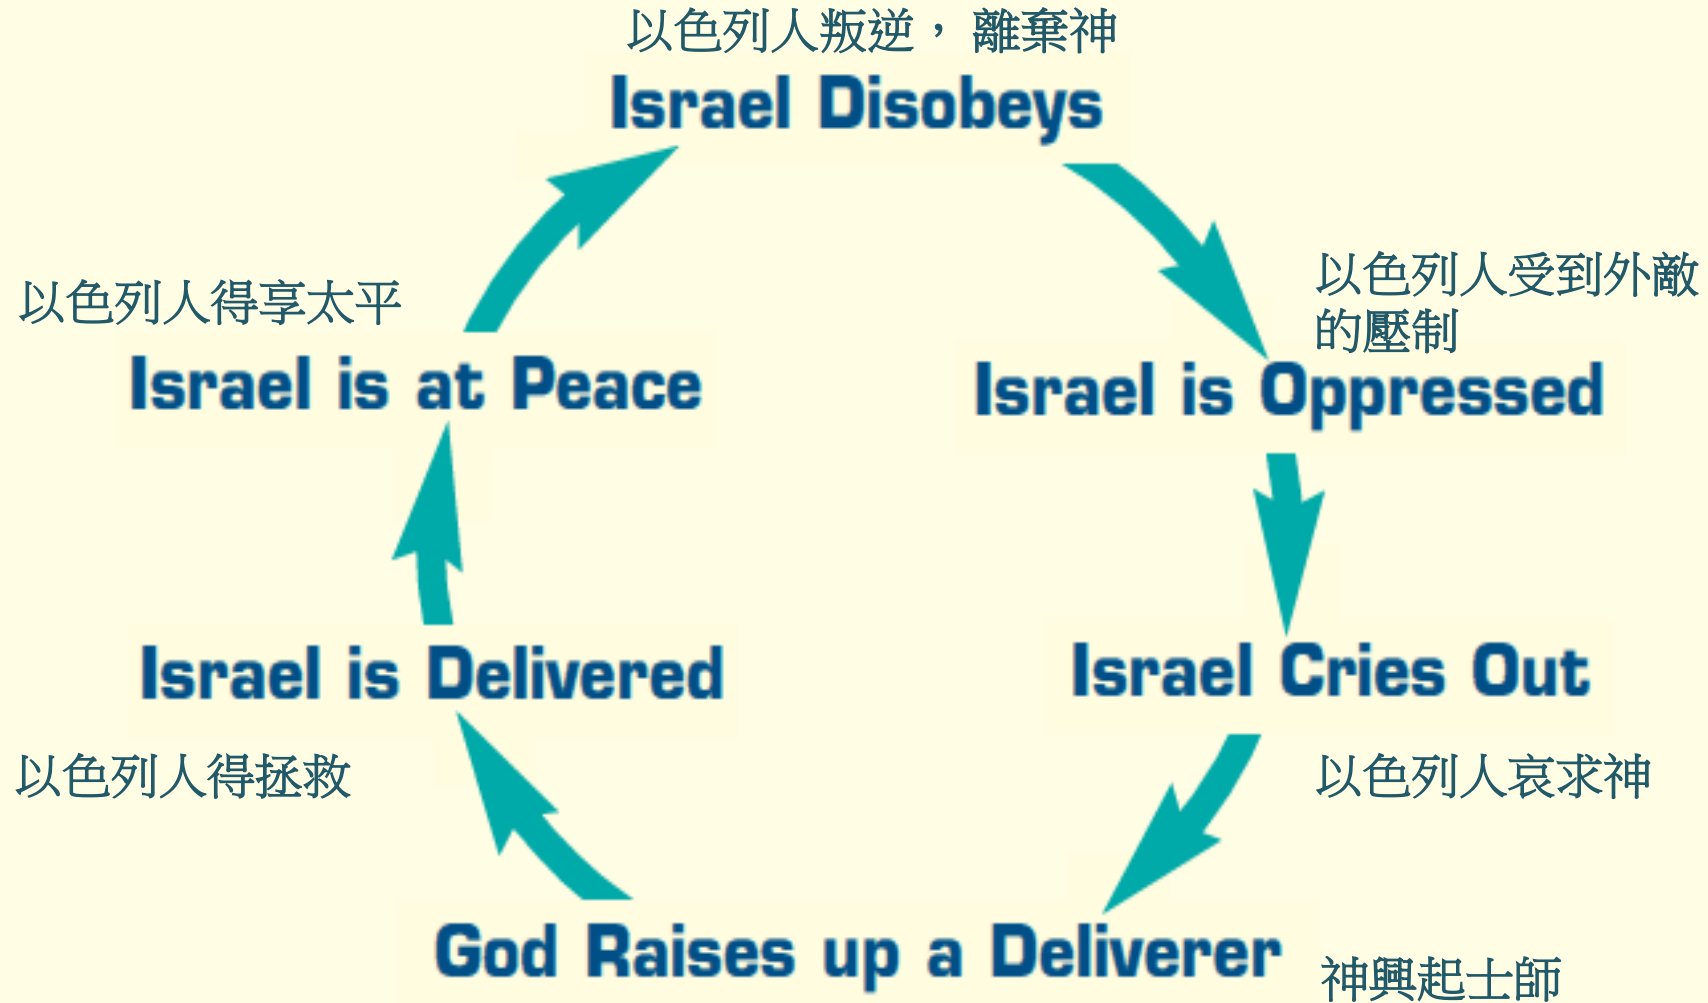 以色列人叛逆， 離棄神
Israel Disobeys
以色列人受到外敵
的壓制
Israel is Oppressed
Israel Cries Out
以色列人哀求神
God Raises up a Deliverer
神興起士師
Israel is Delivered
以色列人得拯救
以色列人得享太平
Israel is at Peace